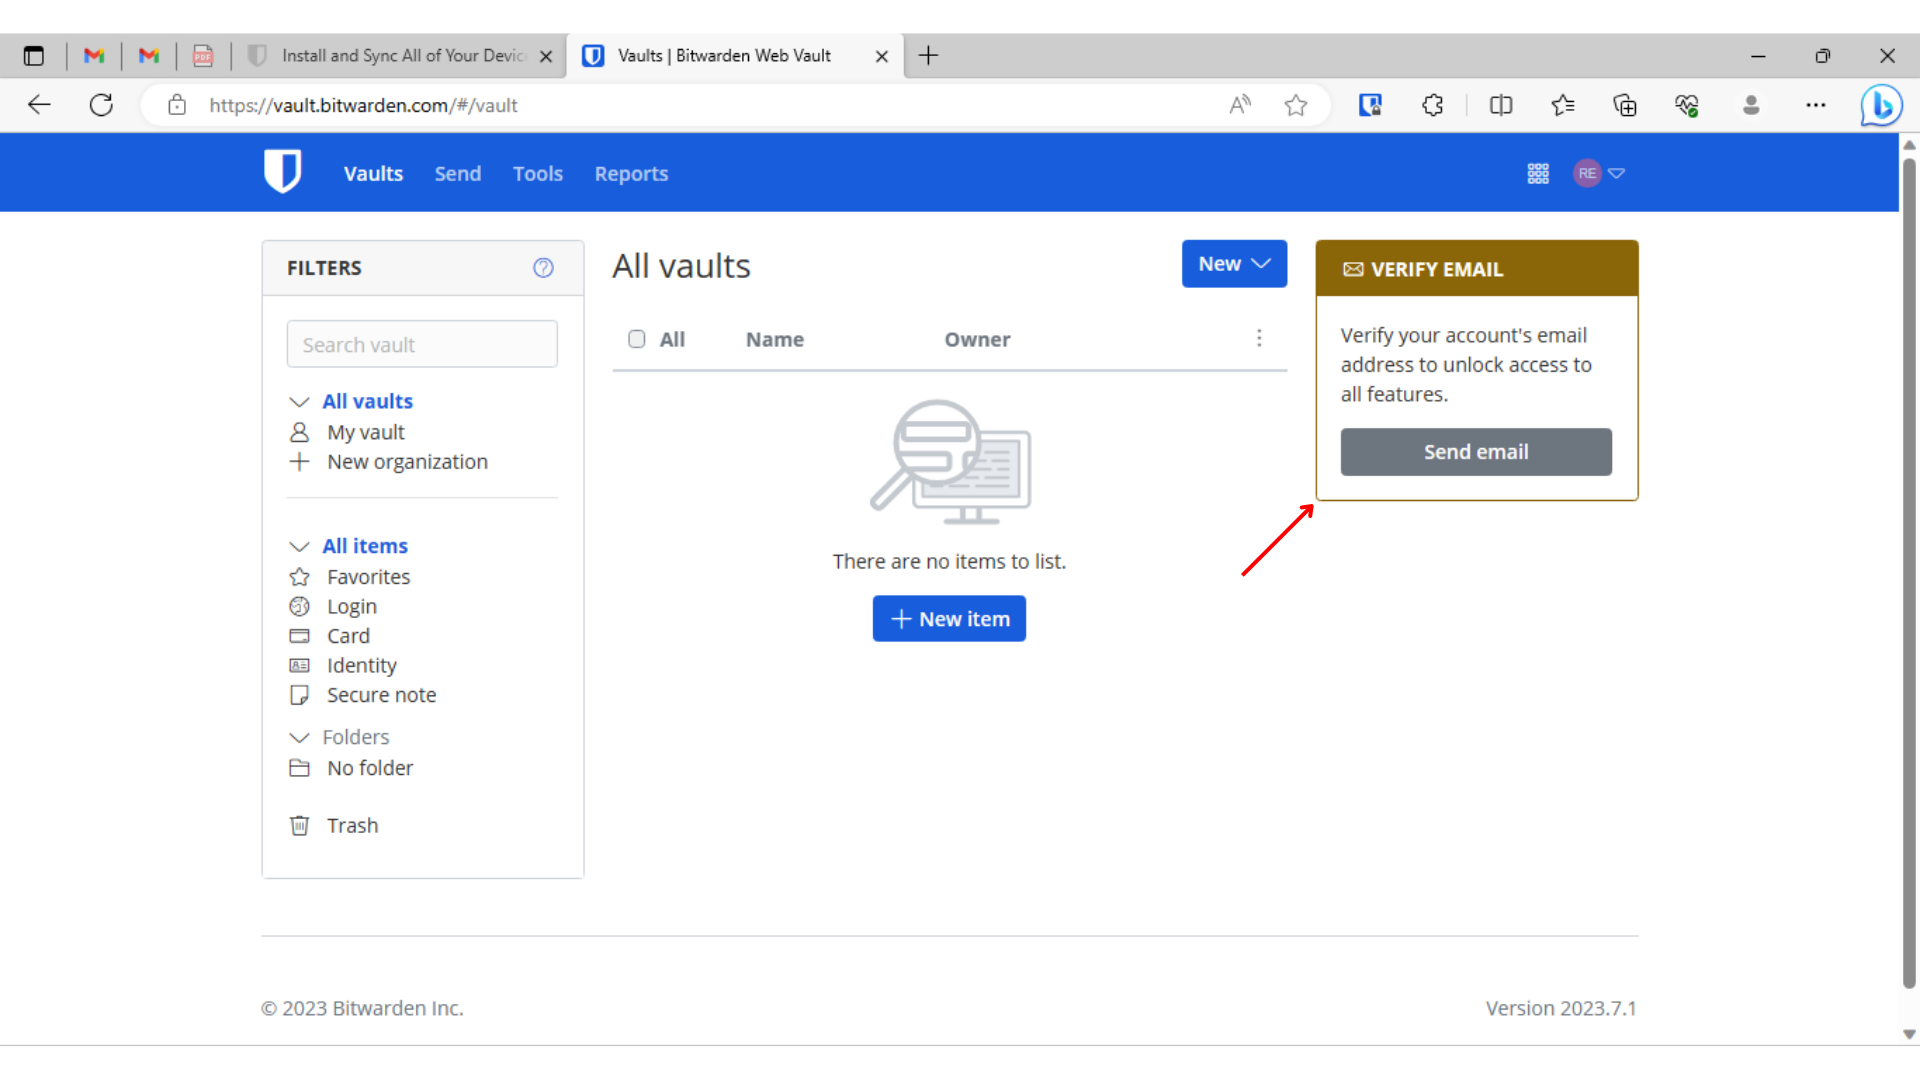 Install and Sync All of Your Devic
Vaults | Bitwarden Web Vault
https://vault.bitwarden.com/#/vault
Vaults
Send
Tools
Reports
RE
FILTERS
Search vault
All vaults
My vault
New organization
All items
Favorites
Login
Card
Identity
Secure note
Folders
No folder
Trash
All vaults
New
All
Name
Owner
There are no items to list.
New item
VERIFY EMAIL
Verify your account's email
address to unlock access to
all features.
Send email
© 2023 Bitwarden Inc.
Version 2023.7.1